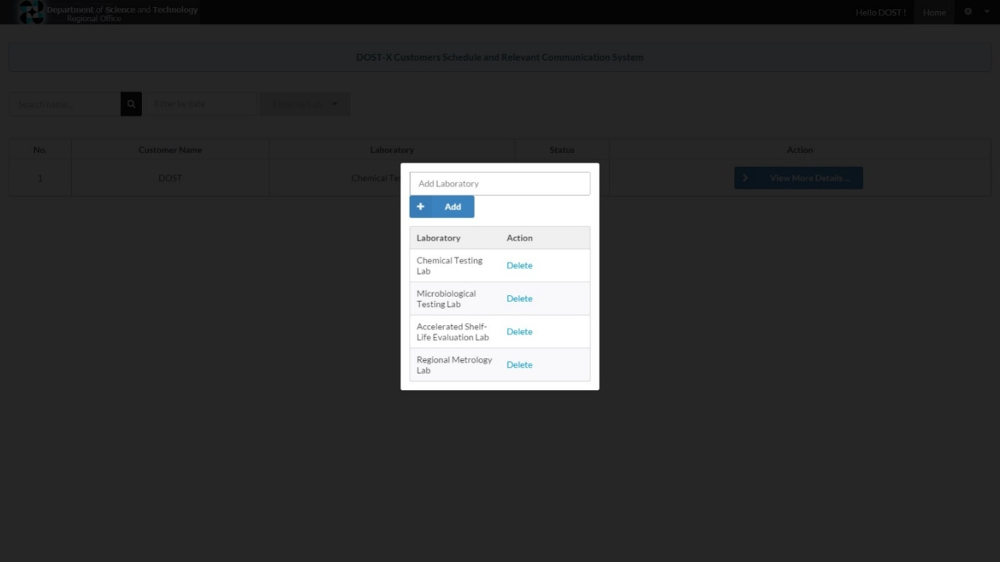 Department of Science and Technology
Regional Office
Hello DOST !
Home
DOST-X Customers Schedule and Relevant Communication System
Search name...
Filter by date
Filter by Lab
No.
Customer Name
Laboratory
Status
Action
1
DOST
Chemical Te
View More Details ...
Add Laboratory
Add
Laboratory
Action
Chemical Testing
Lab
Delete
Microbiological
Testing Lab
Delete
Accelerated Shelf-
Life Evaluation Lab
Delete
Regional Metrology
Lab
Delete